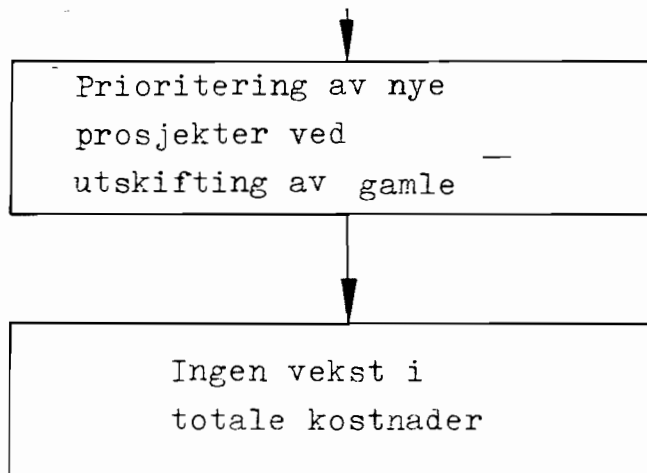 Prioritering av nye
prosjekter ved
utskifting av gamle
Ingen vekst i
totale kostnader